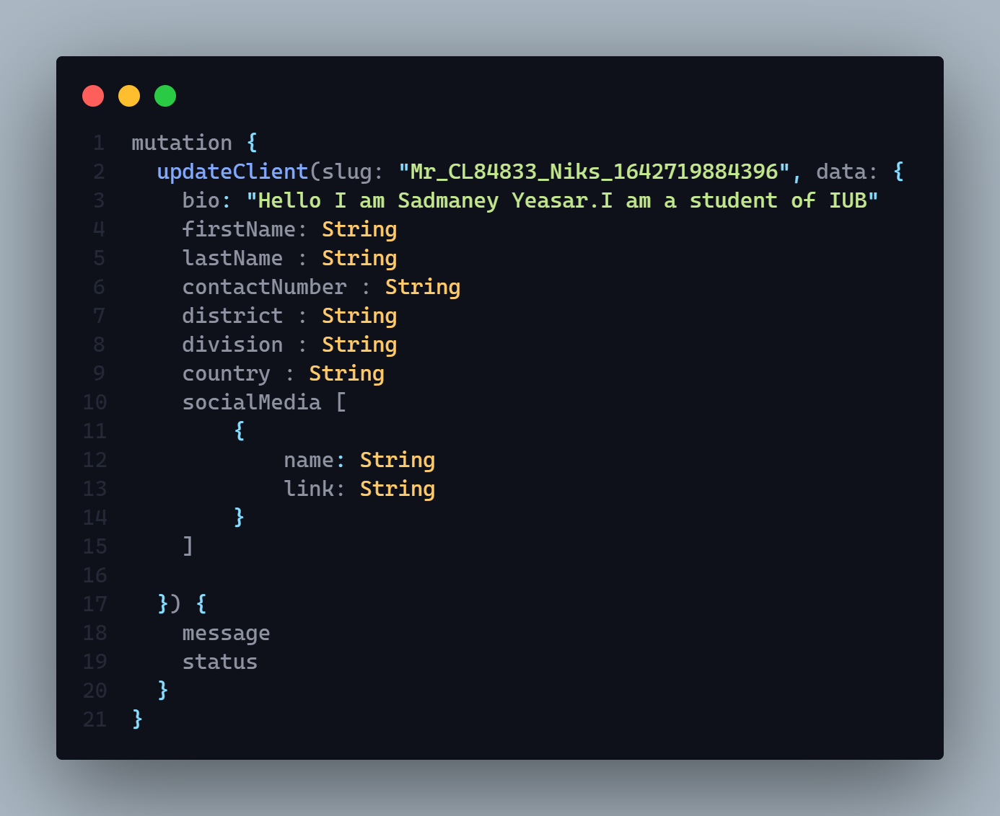 1 mutation {
2   updateClient(slug: "Mr_CL84833_Niks_1642719884396", data: {
3     bio: "Hello I am Sadmaney Yeasar.I am a student of IUB"
4     firstName: String
5     lastName : String
6     contactNumber : String
7     district : String
8     division : String
9     country : String
10     socialMedia [
11         {
12             name: String
13             link: String
14         }
15     ]
16
17   }) {
18     message
19     status
20   }
21 }